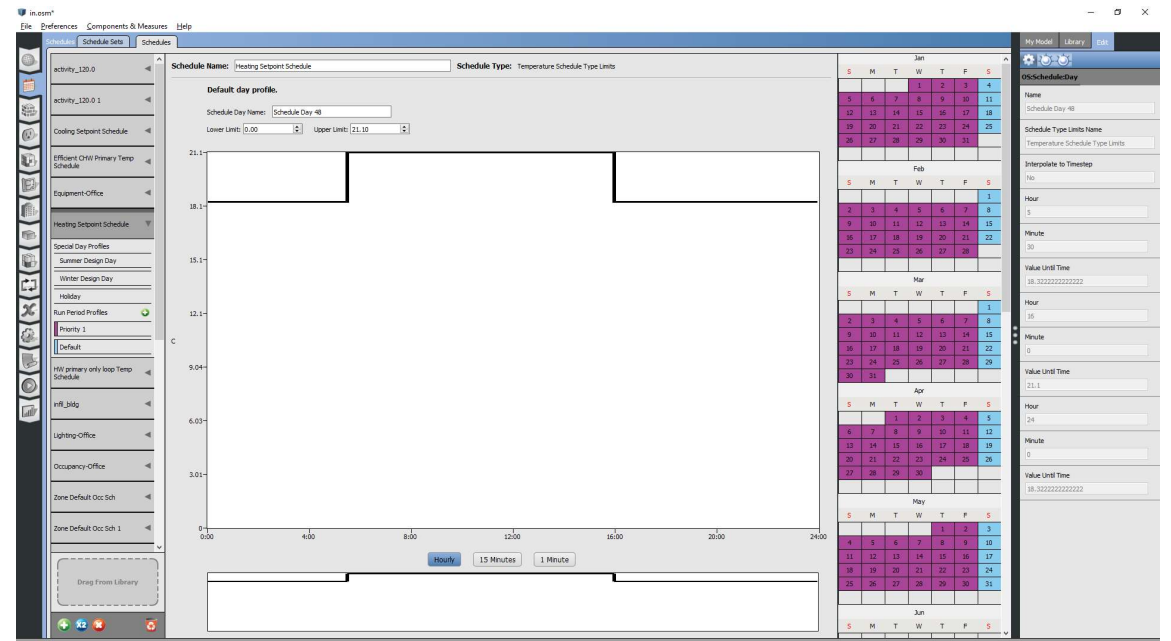 in.osm*
File Preferences Components & Measures Help
Schedules Schedule Sets Schedules
My Model Library Edit
activity_120.0
activity_120.0 1
Cooling Setpoint Schedule
Efficient CHW Primary Temp
Schedule
Equipment-Office
Heating Setpoint Schedule
Special Day Profiles
Summer Design Day
Winter Design Day
Holiday
Run Period Profiles
Priority 1
Default
HW primary only loop Temp
Schedule
infil_bldg
Lighting-Office
Occupancy-Office
Zone Default Occ Sch
Zone Default Occ Sch 1
Drag From Library
X2
Schedule Name: Heating Setpoint Schedule Schedule Type: Temperature Schedule Type Limits
Default day profile.
Schedule Day Name: Schedule Day 48
Lower Limit: 0.00 Upper Limit: 21.10
21.1
18.1
15.1
12.1
C
9.04
6.03
3.01
0
0:00 4:00 8:00 12:00 16:00 20:00 24:00
Hourly 15 Minutes 1 Minute
Jan
S M T W T F S
1 2 3 4
5 6 7 8 9 10 11
12 13 14 15 16 17 18
19 20 21 22 23 24 25
26 27 28 29 30 31
Feb
S M T W T F S
1
2 3 4 5 6 7 8
9 10 11 12 13 14 15
16 17 18 19 20 21 22
23 24 25 26 27 28
Mar
S M T W T F S
1
2 3 4 5 6 7 8
9 10 11 12 13 14 15
16 17 18 19 20 21 22
23 24 25 26 27 28 29
30 31
Apr
S M T W T F S
1 2 3 4 5
6 7 8 9 10 11 12
13 14 15 16 17 18 19
20 21 22 23 24 25 26
27 28 29 30
May
S M T W T F S
1 2 3
4 5 6 7 8 9 10
11 12 13 14 15 16 17
18 19 20 21 22 23 24
25 26 27 28 29 30 31
Jun
S M T W T F S
OS:Schedule:Day
Name
Schedule Day 48
Schedule Type Limits Name
Temperature Schedule Type Limits
Interpolate to Timestep
No
Hour
5
Minute
30
Value Until Time
18.3222222222222
Hour
16
Minute
0
Value Until Time
21.1
Hour
24
Minute
0
Value Until Time
18.3222222222222